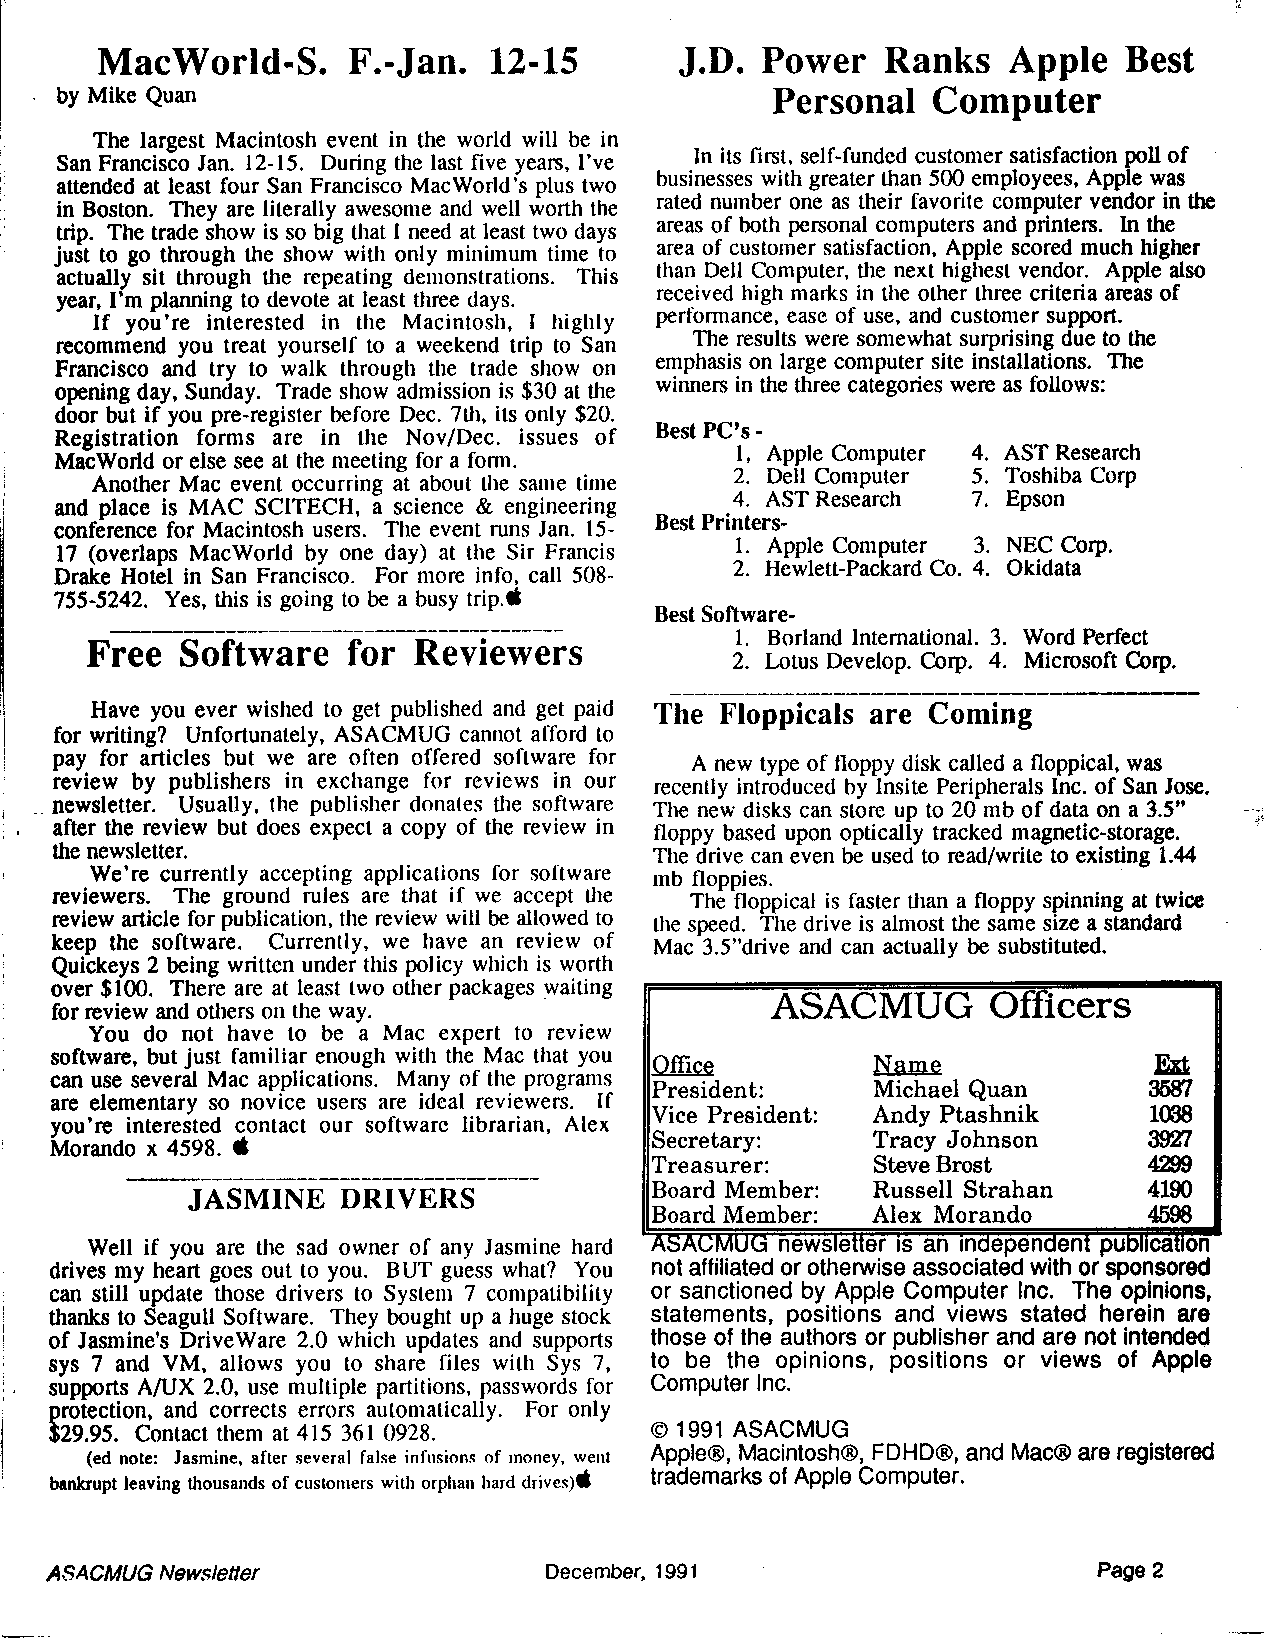 MacWorld-S. F.-Jan. 12-15
by Mike Quan
The largest Macintosh event in the world will be in
San Francisco Jan. 12-15. During the last five years, I've
attended at least four San Francisco MacWorld's plus two
in Boston. They are literally awesome and well worth the
trip. The trade show is so big that I need at least two days
just to go through the show with only minimum time to
actually sit through the repeating demonstrations. This
year, I'm planning to devote at least three days.
If you're interested in the Macintosh, I highly
recommend you treat yourself to a weekend trip to San
Francisco and try to walk through the trade show on
opening day, Sunday. Trade show admission is $30 at the
door but if you pre-register before Dec. 7th, its only $20.
Registration forms are in the Nov/Dec. issues of
MacWorld or else see at the meeting for a form.
Another Mac event occurring at about the same time
and place is MAC SCITECH, a science & engineering
conference for Macintosh users. The event runs Jan. 15-
17 (overlaps MacWorld by one day) at the Sir Francis
Drake Hotel in San Francisco. For more info, call 508-
755-5242. Yes, this is going to be a busy trip.
Free Software for Reviewers
Have you ever wished to get published and get paid
for writing? Unfortunately, ASACMUG cannot afford to
pay for articles but we are often offered software for
review by publishers in exchange for reviews in our
newsletter. Usually, the publisher donates the software
after the review but does expect a copy of the review in
the newsletter.
We're currently accepting applications for software
reviewers. The ground rules are that if we accept the
review article for publication, the review will be allowed to
keep the software. Currently, we have an review of
Quickeys 2 being written under this policy which is worth
over $100. There are at least two other packages waiting
for review and others on the way.
You do not have to be a Mac expert to review
software, but just familiar enough with the Mac that you
can use several Mac applications. Many of the programs
are elementary so novice users are ideal reviewers. If
you're interested contact our software librarian, Alex
Morando x 4598.
JASMINE DRIVERS
Well if you are the sad owner of any Jasmine hard
drives my heart goes out to you. BUT guess what? You
can still update those drivers to System 7 compatibility
thanks to Seagull Software. They bought up a huge stock
of Jasmine's DriveWare 2.0 which updates and supports
sys 7 and VM, allows you to share files with Sys 7,
supports A/UX 2.0, use multiple partitions, passwords for
protection, and corrects errors automatically. For only
$29.95. Contact them at 415 361 0928.
(ed note: Jasmine, after several false infusions of money, went
bankrupt leaving thousands of customers with orphan hard drives)
J.D. Power Ranks Apple Best
Personal Computer
In its first, self-funded customer satisfaction poll of
businesses with greater than 500 employees, Apple was
rated number one as their favorite computer vendor in the
areas of both personal computers and printers. In the
area of customer satisfaction, Apple scored much higher
than Dell Computer, the next highest vendor. Apple also
received high marks in the other three criteria areas of
performance, ease of use, and customer support.
The results were somewhat surprising due to the
emphasis on large computer site installations. The
winners in the three categories were as follows:
Best PC's -
1, Apple Computer 4. AST Research
2. Dell Computer 5. Toshiba Corp
4. AST Research 7. Epson
Best Printers-
1. Apple Computer 3. NEC Corp.
2. Hewlett-Packard Co. 4. Okidata
Best Software-
1. Borland International. 3. Word Perfect
2. Lotus Develop. Corp. 4. Microsoft Corp.
The Floppicals are Coming
A new type of floppy disk called a floppical, was
recently introduced by Insite Peripherals Inc. of San Jose.
The new disks can store up to 20 mb of data on a 3.5"
floppy based upon optically tracked magnetic-storage.
The drive can even be used to read/write to existing 1.44
mb floppies.
The floppical is faster than a floppy spinning at twice
the speed. The drive is almost the same size a standard
Mac 3.5"drive and can actually be substituted.
ASACMUG Officers
Office Name Ext
President: Michael Quan 3587
Vice President: Andy Ptashnik 1038
Secretary: Tracy Johnson 3927
Treasurer: Steve Brost 4299
Board Member: Russell Strahan 4190
Board Member: Alex Morando 4598
ASACMUG newsletter is an independent publication
not affiliated or otherwise associated with or sponsored
or sanctioned by Apple Computer Inc. The opinions,
statements, positions and views stated herein are
those of the authors or publisher and are not intended
to be the opinions, positions or views of Apple
Computer Inc.
© 1991 ASACMUG
Apple®, Macintosh®, FDHD®, and Mac® are registered
trademarks of Apple Computer.
ASACMUG Newsletter December, 1991 Page 2